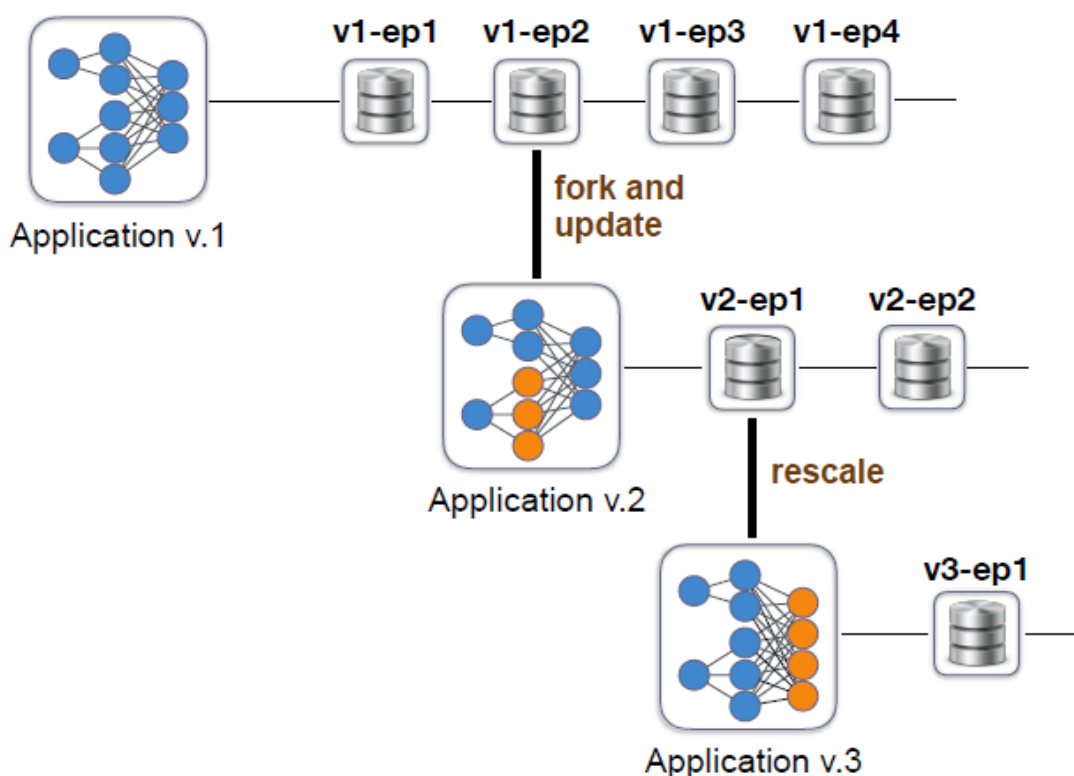 v1-ep1
v1-ep2
v1-ep3
v1-ep4
Application v.1
fork and
update
v2-ep1
v2-ep2
Application v.2
rescale
v3-ep1
Application v.3